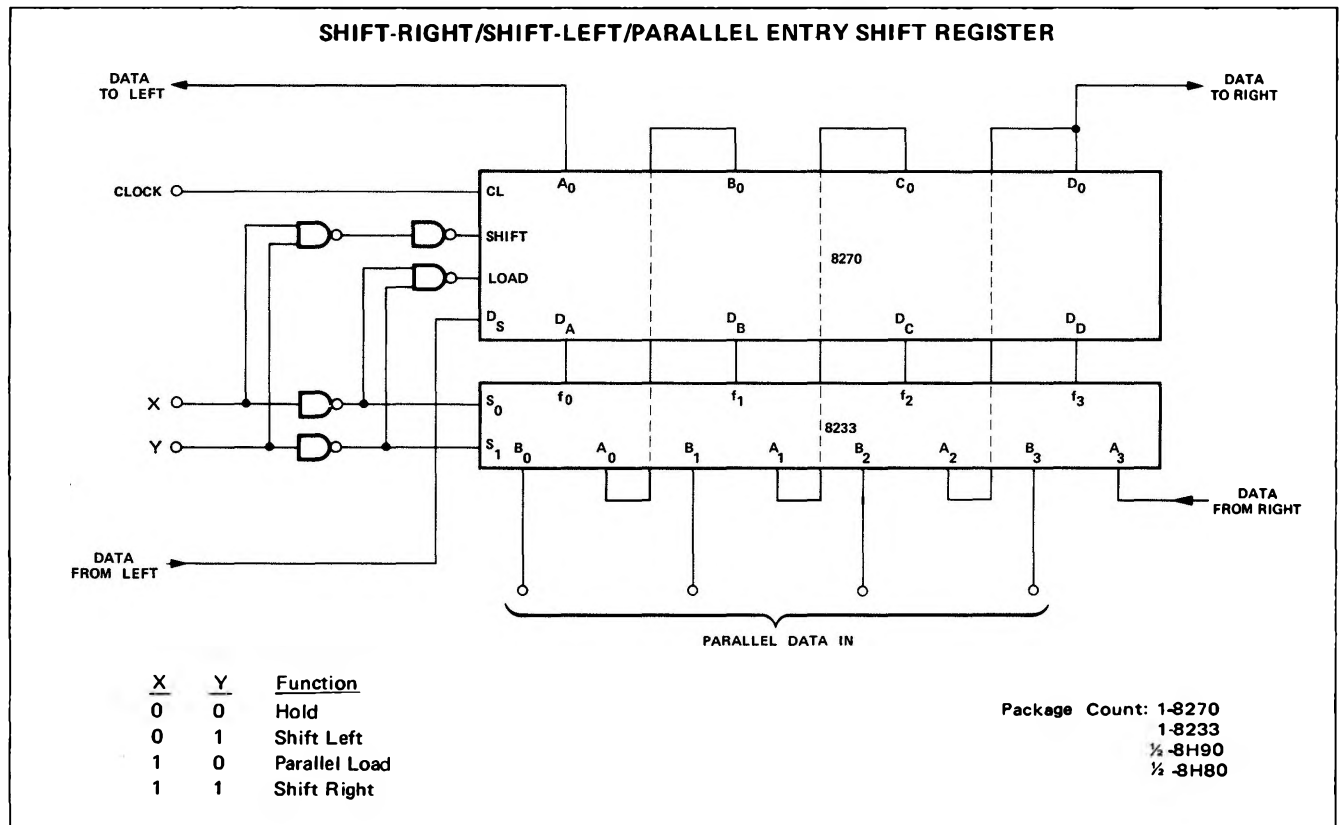 SHIFT-RIGHT/SHIFT-LEFT/PARALLEL ENTRY SHIFT REGISTER
DATA
TO LEFT
DATA
TO RIGHT
CLOCK
CL
A0
B0
C0
D0
SHIFT
8270
LOAD
DS
DA
DB
DC
DD
X
S0
f0
f1
f2
f3
8233
Y
S1
B0
A0
B1
A1
B2
A2
B3
A3
DATA
FROM RIGHT
DATA
FROM LEFT
PARALLEL DATA IN
X Y Function
0 0 Hold
0 1 Shift Left
1 0 Parallel Load
1 1 Shift Right
Package Count: 1-8270
1-8233
½-8H90
½-8H80